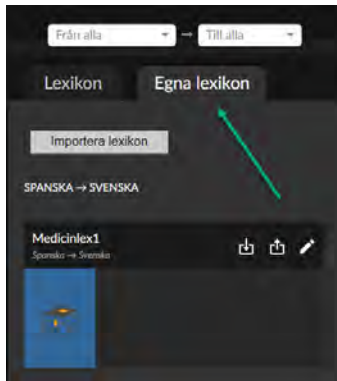 Från alla → Till alla
Lexikon Egna lexikon
Importera lexikon
SPANSKA → SVENSKA
Medicinlex1
Spanska → Svenska